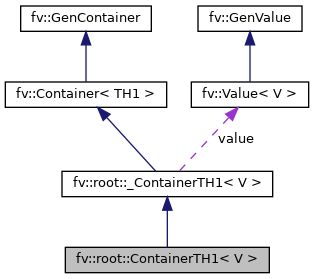 fv::GenContainer
fv::GenValue
fv::Container< TH1 >
fv::Value< V >
value
fv::root::_ContainerTH1< V >
fv::root::ContainerTH1< V >